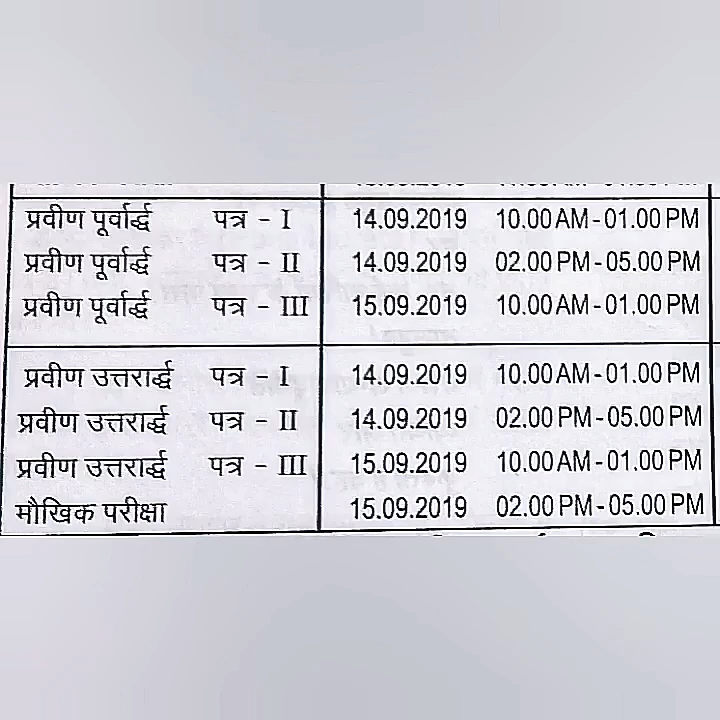 प्रवीण पूर्वार्द्ध पत्र - I 14.09.2019 10.00 AM - 01.00 PM
प्रवीण पूर्वार्द्ध पत्र - II 14.09.2019 02.00 PM - 05.00 PM
प्रवीण पूर्वार्द्ध पत्र - III 15.09.2019 10.00 AM - 01.00 PM
प्रवीण उत्तरार्द्ध पत्र - I 14.09.2019 10.00 AM - 01.00 PM
प्रवीण उत्तरार्द्ध पत्र - II 14.09.2019 02.00 PM - 05.00 PM
प्रवीण उत्तरार्द्ध पत्र - III 15.09.2019 10.00 AM - 01.00 PM
मौखिक परीक्षा 15.09.2019 02.00 PM - 05.00 PM